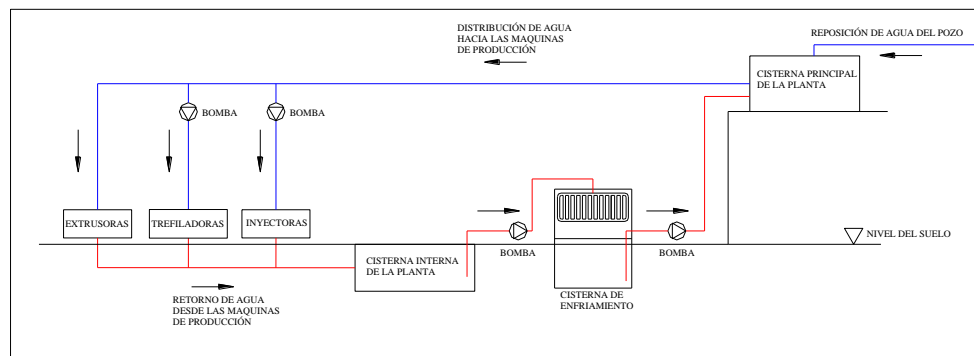 DISTRIBUCIÓN DE AGUA
HACIA LAS MAQUINAS
DE PRODUCCIÓN
REPOSICIÓN DE AGUA DEL POZO
CISTERNA PRINCIPAL
DE LA PLANTA
BOMBA
BOMBA
EXTRUSORAS
TREFILADORAS
INYECTORAS
NIVEL DEL SUELO
BOMBA
BOMBA
CISTERNA INTERNA
DE LA PLANTA
CISTERNA DE
ENFRIAMIENTO
RETORNO DE AGUA
DESDE LAS MAQUINAS
DE PRODUCCIÓN